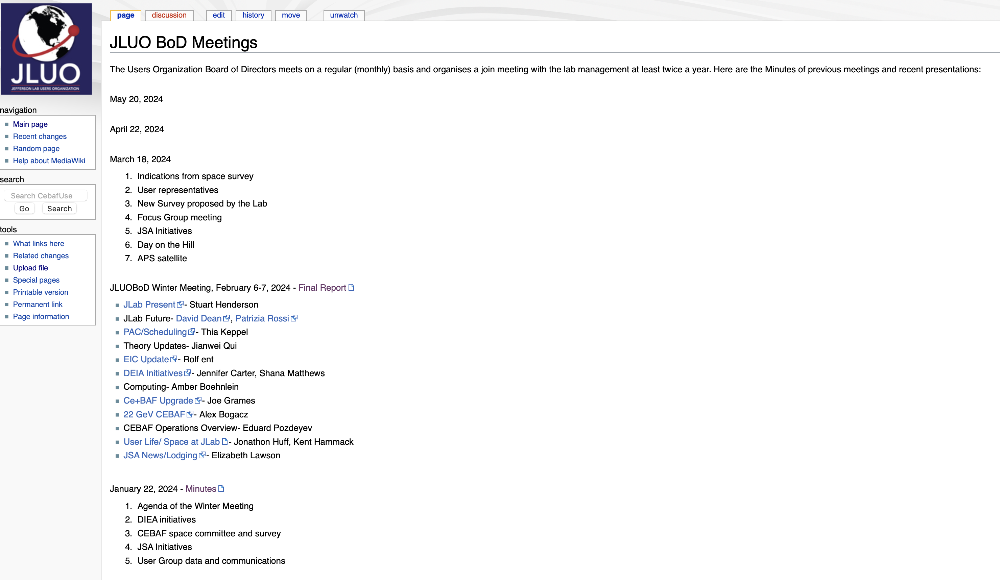 JLUO
JEFFERSON LAB USERS ORGANIZATION
page discussion edit history move unwatch
JLUO BoD Meetings
The Users Organization Board of Directors meets on a regular (monthly) basis and organises a join meeting with the lab management at least twice a year. Here are the Minutes of previous meetings and recent presentations:
navigation
Main page
Recent changes
Random page
Help about MediaWiki
search
Search CebafUse
Go Search
tools
What links here
Related changes
Upload file
Special pages
Printable version
Permanent link
Page information
May 20, 2024
April 22, 2024
March 18, 2024
1. Indications from space survey
2. User representatives
3. New Survey proposed by the Lab
4. Focus Group meeting
5. JSA Initiatives
6. Day on the Hill
7. APS satellite
JLUOBoD Winter Meeting, February 6-7, 2024 - Final Report
JLab Present - Stuart Henderson
JLab Future- David Dean, Patrizia Rossi
PAC/Scheduling - Thia Keppel
Theory Updates- Jianwei Qui
EIC Update - Rolf ent
DEIA Initiatives - Jennifer Carter, Shana Matthews
Computing- Amber Boehnlein
Ce+BAF Upgrade - Joe Grames
22 GeV CEBAF - Alex Bogacz
CEBAF Operations Overview- Eduard Pozdeyev
User Life/ Space at JLab - Jonathon Huff, Kent Hammack
JSA News/Lodging - Elizabeth Lawson
January 22, 2024 - Minutes
1. Agenda of the Winter Meeting
2. DIEA initiatives
3. CEBAF space committee and survey
4. JSA Initiatives
5. User Group data and communications